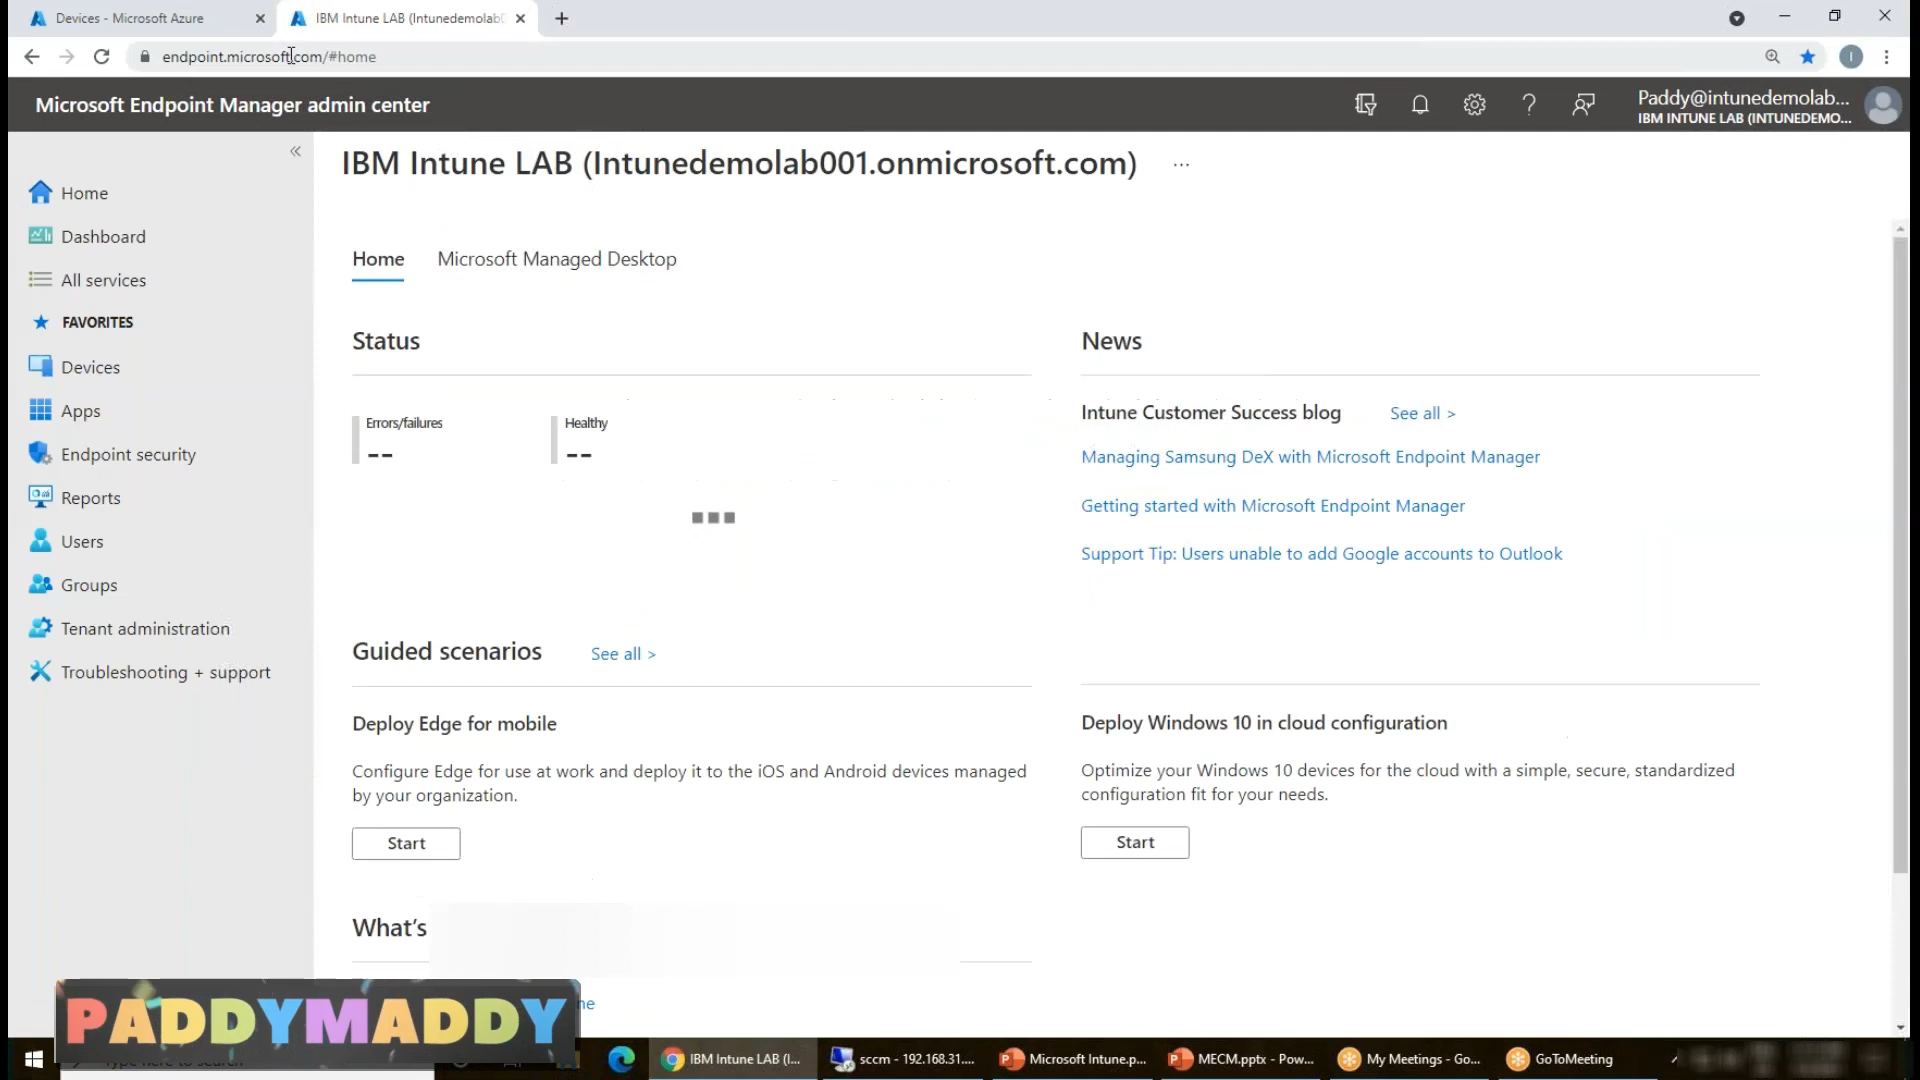 Devices - Microsoft Azure
IBM Intune LAB (Intunedemolab
endpoint.microsoft.com/#home
I
Microsoft Endpoint Manager admin center
Paddy@intunedemolab...
IBM INTUNE LAB (INTUNEDEMO...
IBM Intune LAB (Intunedemolab001.onmicrosoft.com)
...
Home
Dashboard
All services
FAVORITES
Devices
Apps
Endpoint security
Reports
Users
Groups
Tenant administration
Troubleshooting + support
Home
Microsoft Managed Desktop
Status
Errors/failures
--
Healthy
--
News
Intune Customer Success blog
See all >
Managing Samsung DeX with Microsoft Endpoint Manager
Getting started with Microsoft Endpoint Manager
Support Tip: Users unable to add Google accounts to Outlook
Guided scenarios
See all >
Deploy Edge for mobile
Configure Edge for use at work and deploy it to the iOS and Android devices managed
by your organization.
Start
Deploy Windows 10 in cloud configuration
Optimize your Windows 10 devices for the cloud with a simple, secure, standardized
configuration fit for your needs.
Start
What's
PADDYMADDY
IBM Intune LAB (I...
sccm - 192.168.31....
Microsoft Intune.p...
MECM.pptx - Pow...
My Meetings - Go...
GoToMeeting